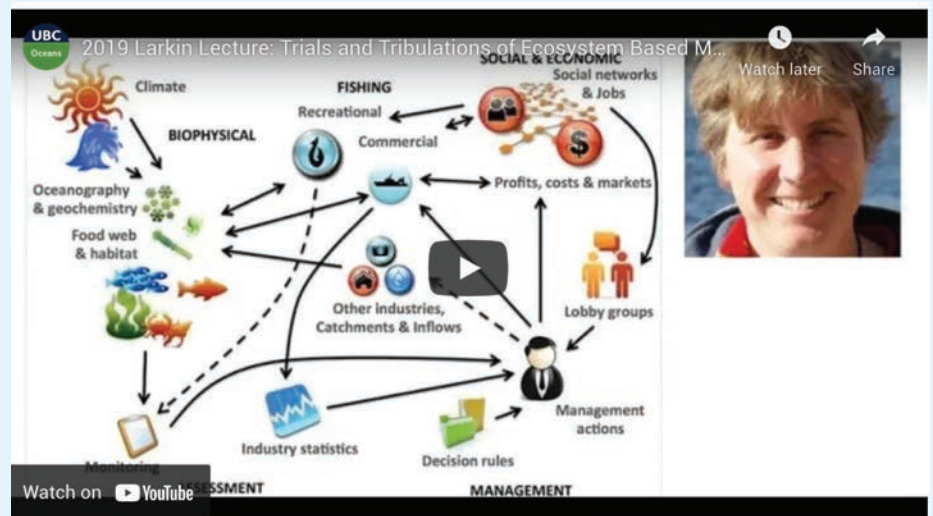 UBC
Oceans
2019 Larkin Lecture: Trials and Tribulations of Ecosystem Based M...
Watch later
Share
SOCIAL & ECONOMIC
Social networks
& Jobs
Climate
FISHING
Recreational
BIOPHYSICAL
Commercial
$
Oceanography
& geochemistry
Profits, costs & markets
Food web
& habitat
Other industries,
Catchments & Inflows
Lobby groups
Management
actions
Industry statistics
Decision rules
Monitoring
ASSESSMENT
MANAGEMENT
Watch on YouTube